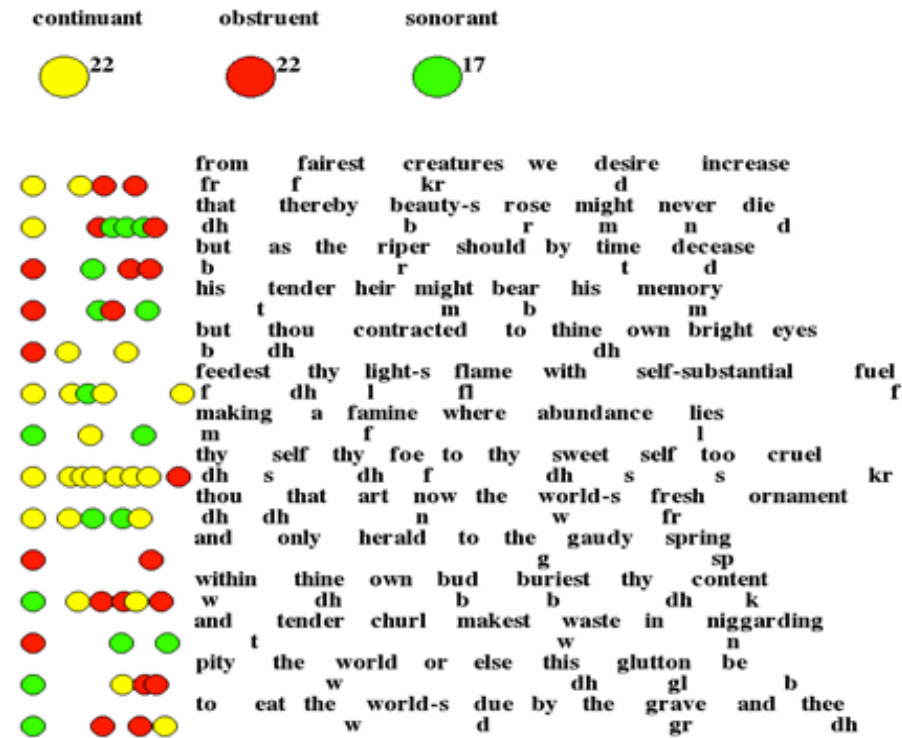 continuant obstruent sonorant
22 22 17
from fairest creatures we desire increase
fr f kr d
that thereby beauty-s rose might never die
dh b r m n d
but as the riper should by time decease
b r t d
his tender heir might bear his memory
t m b m
but thou contracted to thine own bright eyes
b dh dh
feedest thy light-s flame with self-substantial fuel
f dh l fl f
making a famine where abundance lies
m f l
thy self thy foe to thy sweet self too cruel
dh s dh f dh s s kr
thou that art now the world-s fresh ornament
dh dh n w fr
and only herald to the gaudy spring
g sp
within thine own bud buriest thy content
w dh b b dh k
and tender churl makest waste in niggarding
t w n
pity the world or else this glutton be
w dh gl b
to eat the world-s due by the grave and thee
w d gr dh